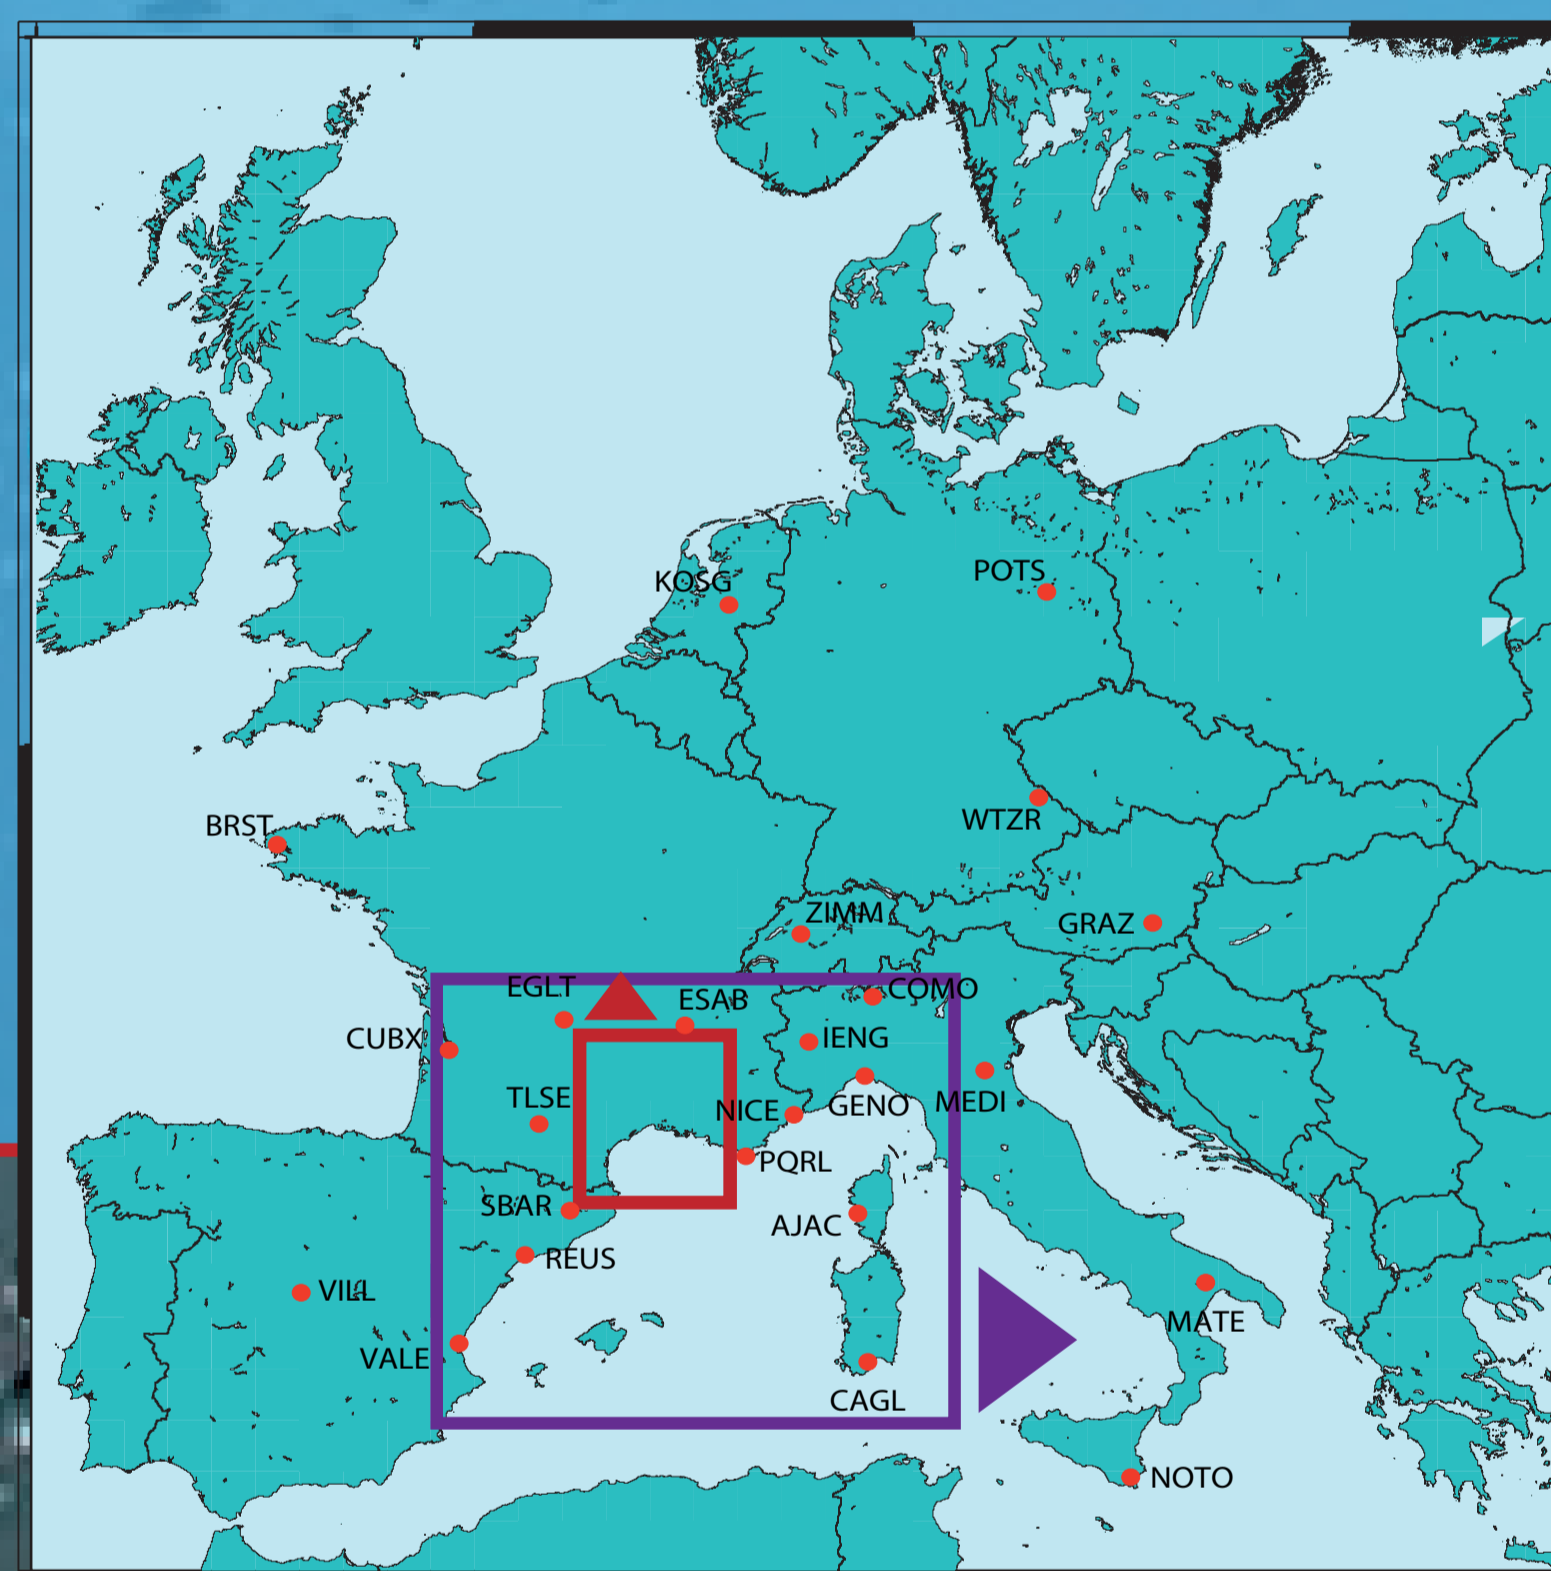 POTS
KOSG
WTZR
BRST
ZIMM
GRAZ
EGLT
COMO
ESAB
CUBX
IENG
TLSE
NICE
GENO
MEDI
PQRL
SBAR
AJAC
REUS
VILL
MATE
VALE
CAGL
NOTO